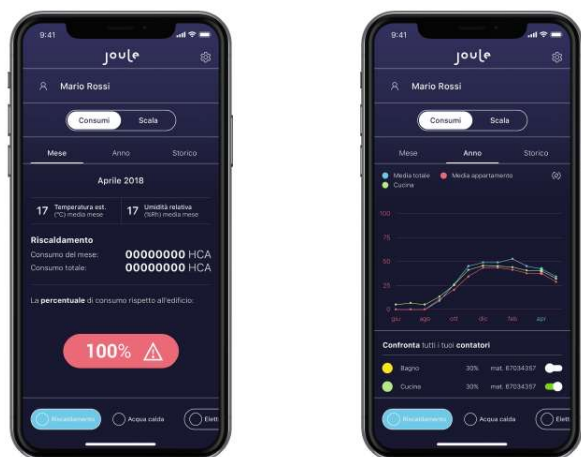 9:41
joule
Mario Rossi
Consumi Scala
Mese Anno Storico
Aprile 2018
17 Temperatura est. (°C) media mese
17 Umidità relativa (%Rh) media mese
Riscaldamento
Consumo del mese: 00000000 HCA
Consumo totale: 00000000 HCA
La percentuale di consumo rispetto all'edificio:
100%
Riscaldamento Acqua calda Elett
9:41
joule
Mario Rossi
Consumi Scala
Mese Anno Storico
Media totale Media appartamento
Cucina
100
75
50
25
0
giu ago ott dic feb apr
Confronta tutti i tuoi contatori
Bagno 30% mat. 67034357
Cucina 30% mat. 67034357
Riscaldamento Acqua calda Elett